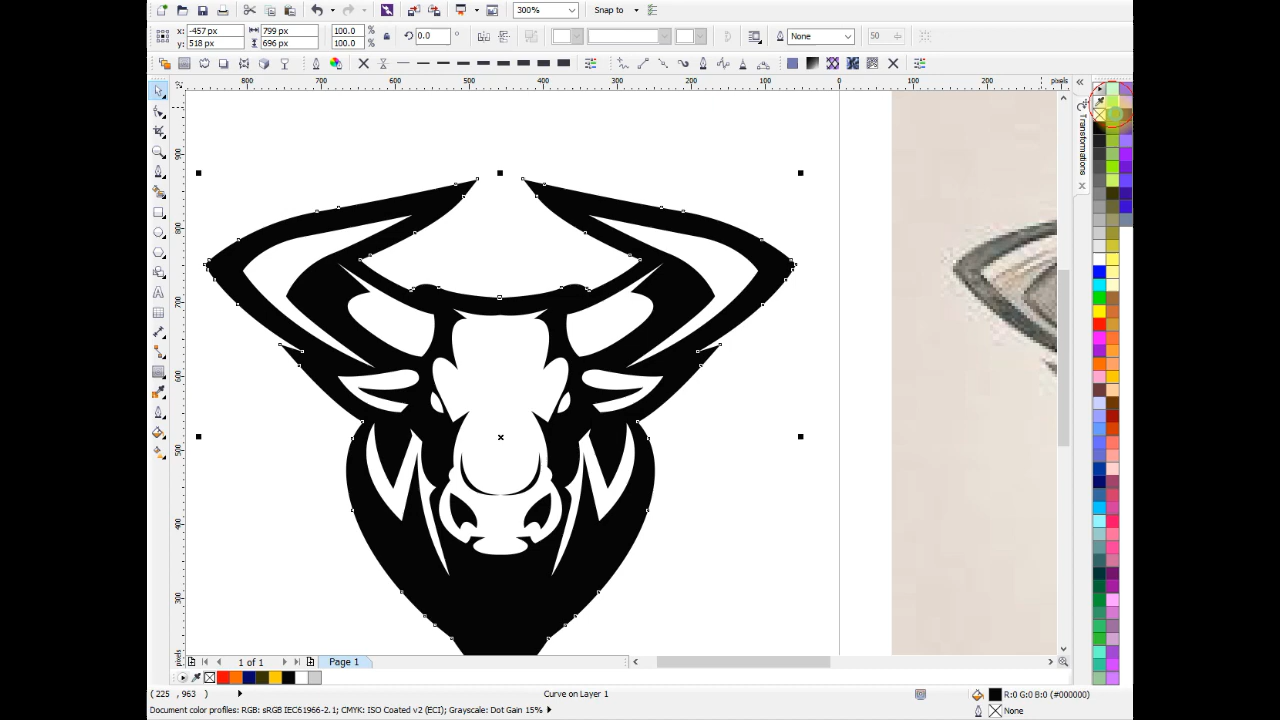 300%
Snap to
x: -457 px 799 px 100.0 %
y: 518 px 696 px 100.0 %
0.0 °
None
50
800 700 600 500 400 300 200 100 0 100 200 pixels
900
800
700
600
500
400
300
pixels
Transformations
1 of 1
Page 1
( 225 , 963 )
Curve on Layer 1
R:0 G:0 B:0 (#000000)
Document color profiles: RGB: sRGB IEC61966-2.1; CMYK: ISO Coated v2 (ECI); Grayscale: Dot Gain 15%
None